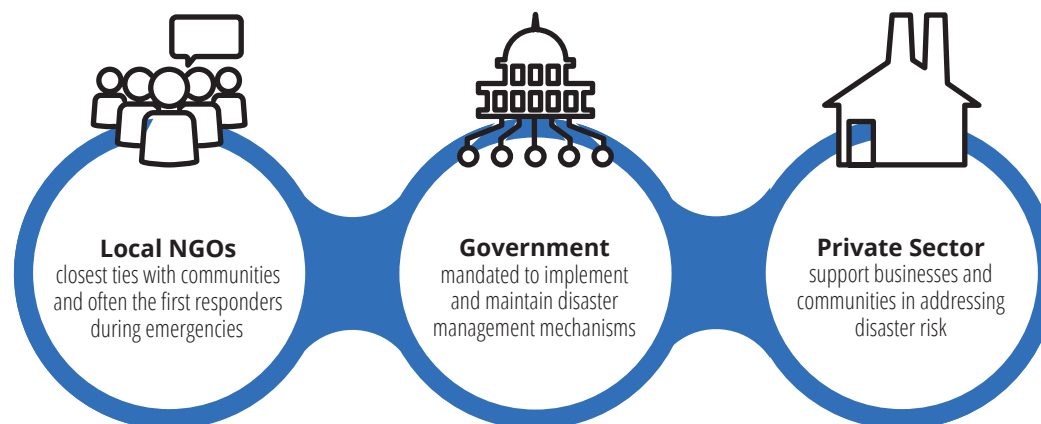 Local NGOs
closest ties with communities
and often the first responders
during emergencies
Government
mandated to implement
and maintain disaster
management mechanisms
Private Sector
support businesses and
communities in addressing
disaster risk